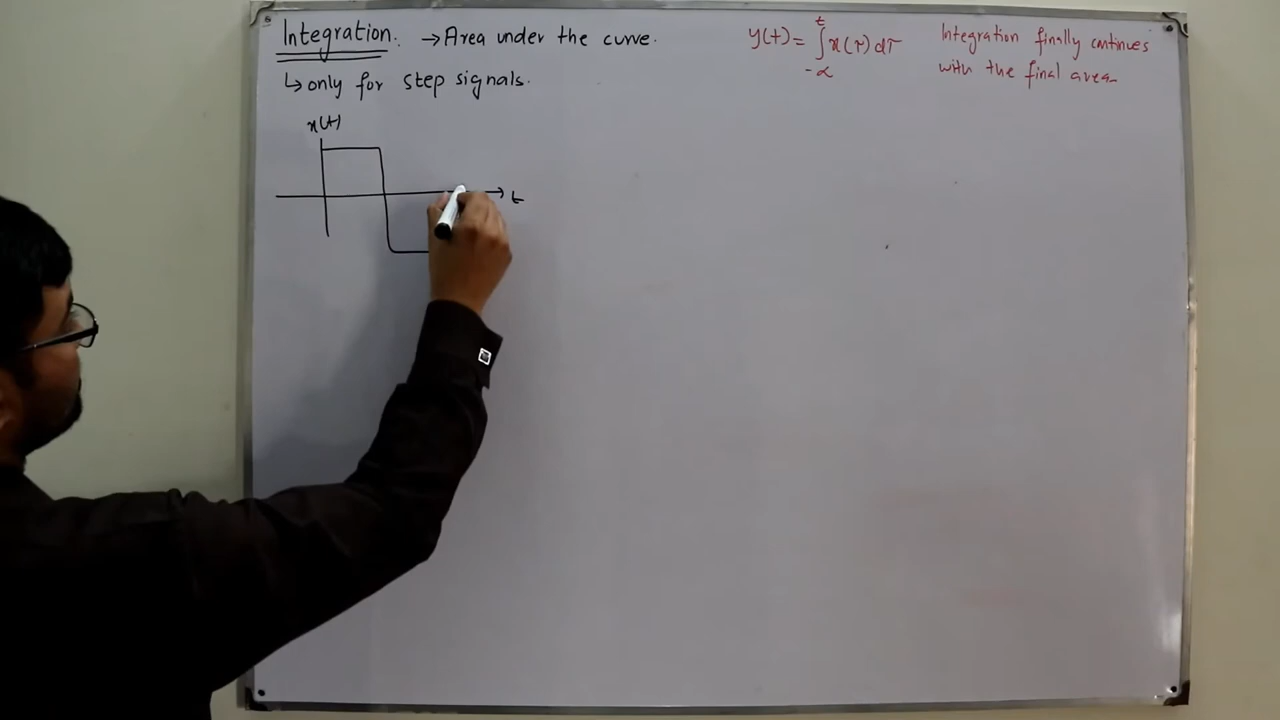 Integration. → Area under the curve.
↳ only for step signals.
y(t) = ∫_{-∝}^{t} x(τ) dτ
Integration finally continues
with the final area
x(t)
t